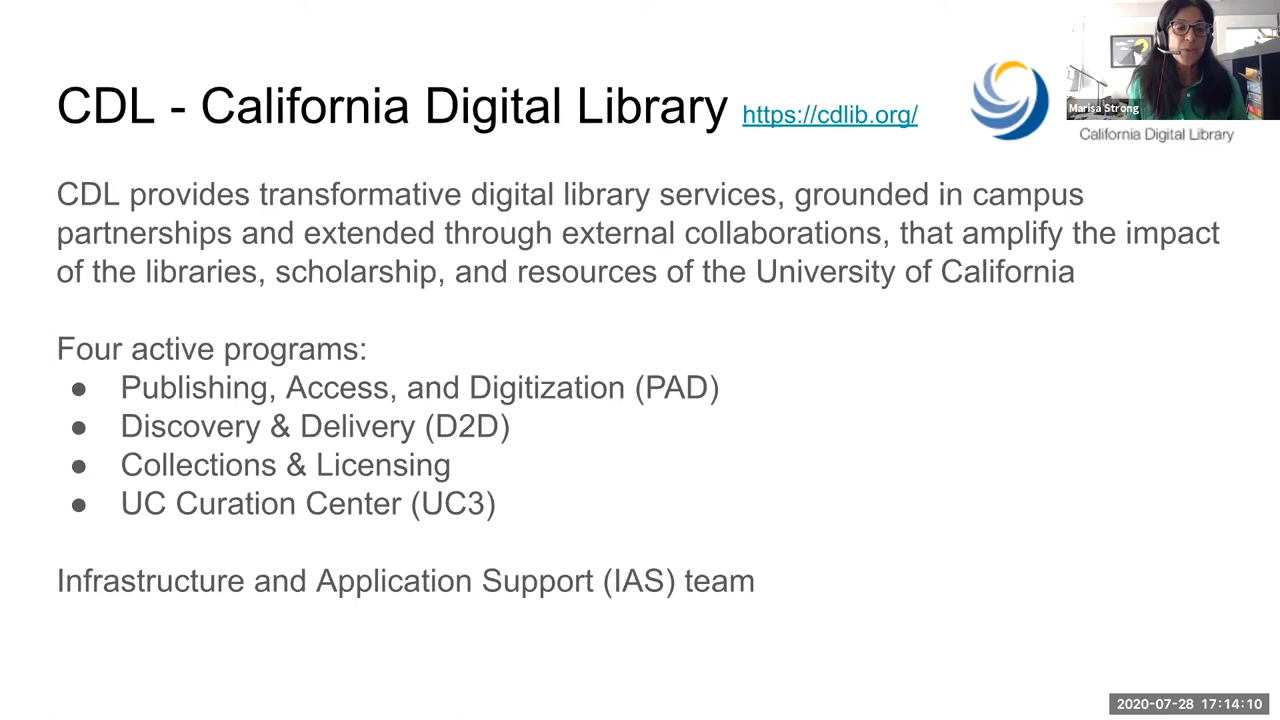 CDL - California Digital Library https://cdlib.org/
Marisa Strong
California Digital Library
CDL provides transformative digital library services, grounded in campus
partnerships and extended through external collaborations, that amplify the impact
of the libraries, scholarship, and resources of the University of California
Four active programs:
● Publishing, Access, and Digitization (PAD)
● Discovery & Delivery (D2D)
● Collections & Licensing
● UC Curation Center (UC3)
Infrastructure and Application Support (IAS) team
2020-07-28 17:14:10